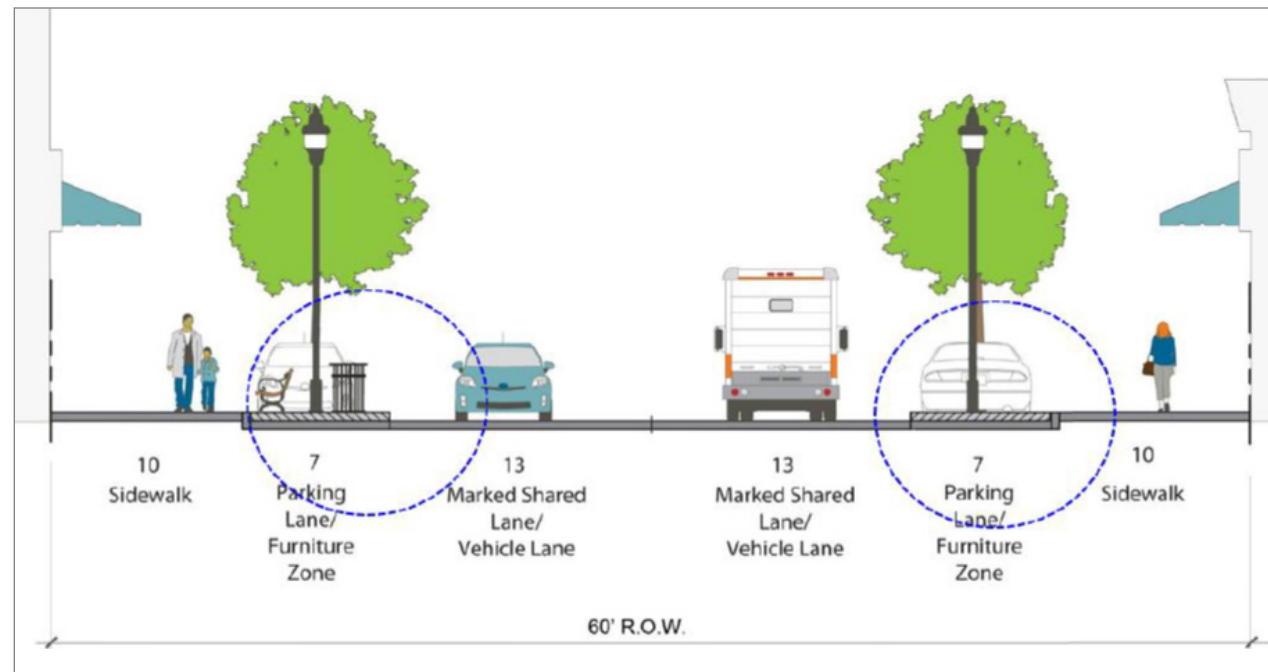 10
Sidewalk
7
Parking
Lane/
Furniture
Zone
13
Marked Shared
Lane/
Vehicle Lane
13
Marked Shared
Lane/
Vehicle Lane
7
Parking
Lane/
Furniture
Zone
10
Sidewalk
60' R.O.W.